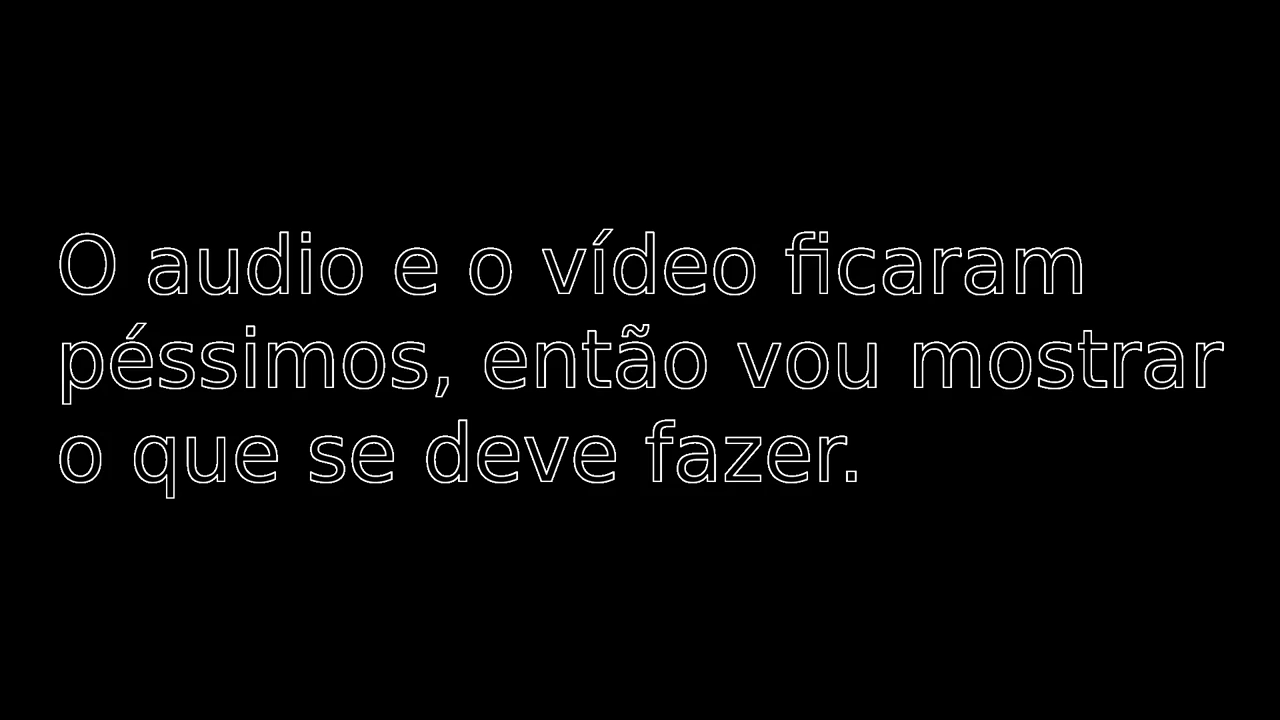 O audio e o vídeo ficaram
péssimos, então vou mostrar
o que se deve fazer.